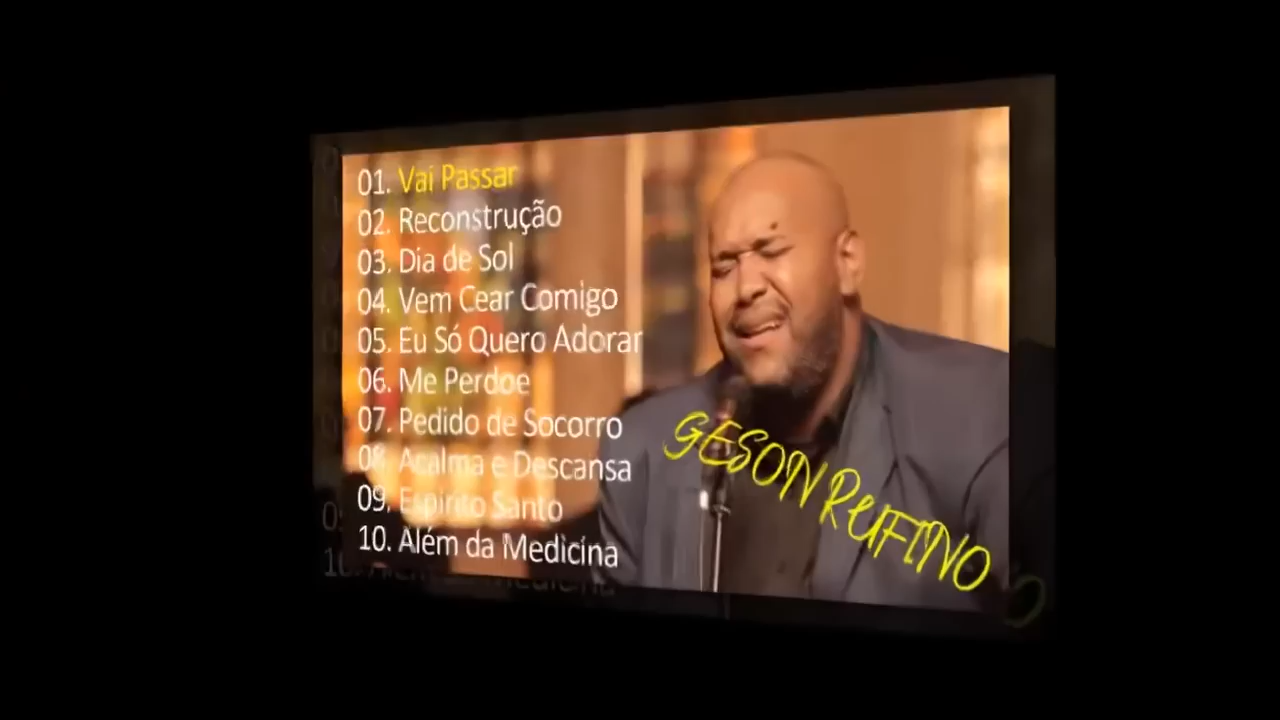 01. Vai Passar
02. Reconstrução
03. Dia de Sol
04. Vem Cear Comigo
05. Eu Só Quero Adorar
06. Me Perdoe
07. Pedido de Socorro
08. Acalma e Descansa
09. Espírito Santo
10. Além da Medicina
GESON RUFINO